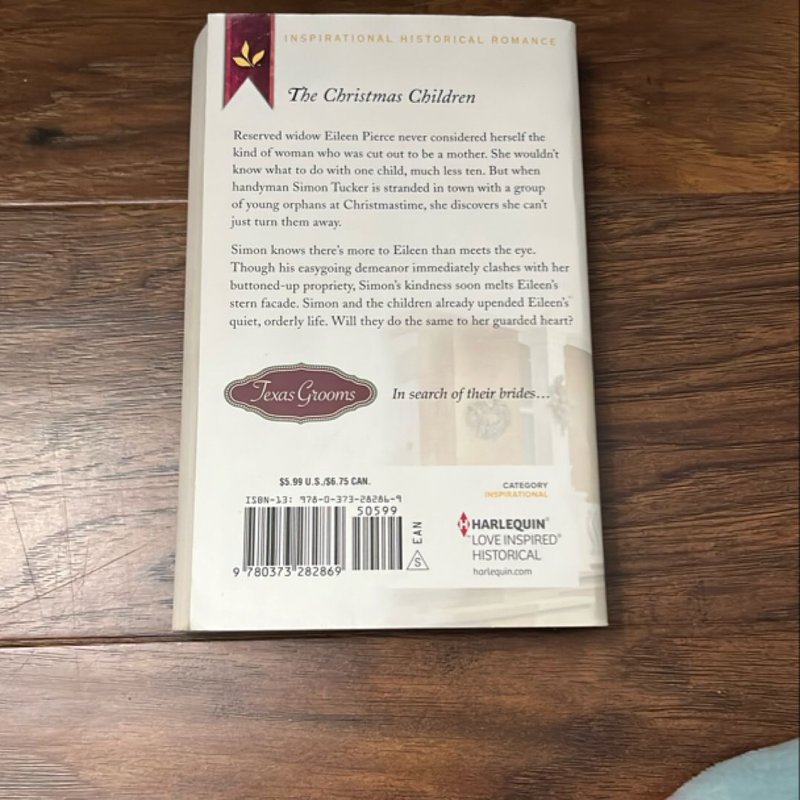 INSPIRATIONAL HISTORICAL ROMANCE
The Christmas Children
Reserved widow Eileen Pierce never considered herself the
kind of woman who was cut out to be a mother. She wouldn't
know what to do with one child, much less ten. But when
handyman Simon Tucker is stranded in town with a group
of young orphans at Christmastime, she discovers she can't
just turn them away.
Simon knows there's more to Eileen than meets the eye.
Though his easygoing demeanor immediately clashes with her
buttoned-up propriety, Simon's kindness soon melts Eileen's
stern facade. Simon and the children already upended Eileen's
quiet, orderly life. Will they do the same to her guarded heart?
Texas Grooms
In search of their brides...
$5.99 U.S./$6.75 CAN.
ISBN-13: 978-0-373-28286-9
50599
EAN
S
9 780373 282869
CATEGORY
INSPIRATIONAL
HARLEQUIN®
™LOVE INSPIRED®
HISTORICAL
harlequin.com